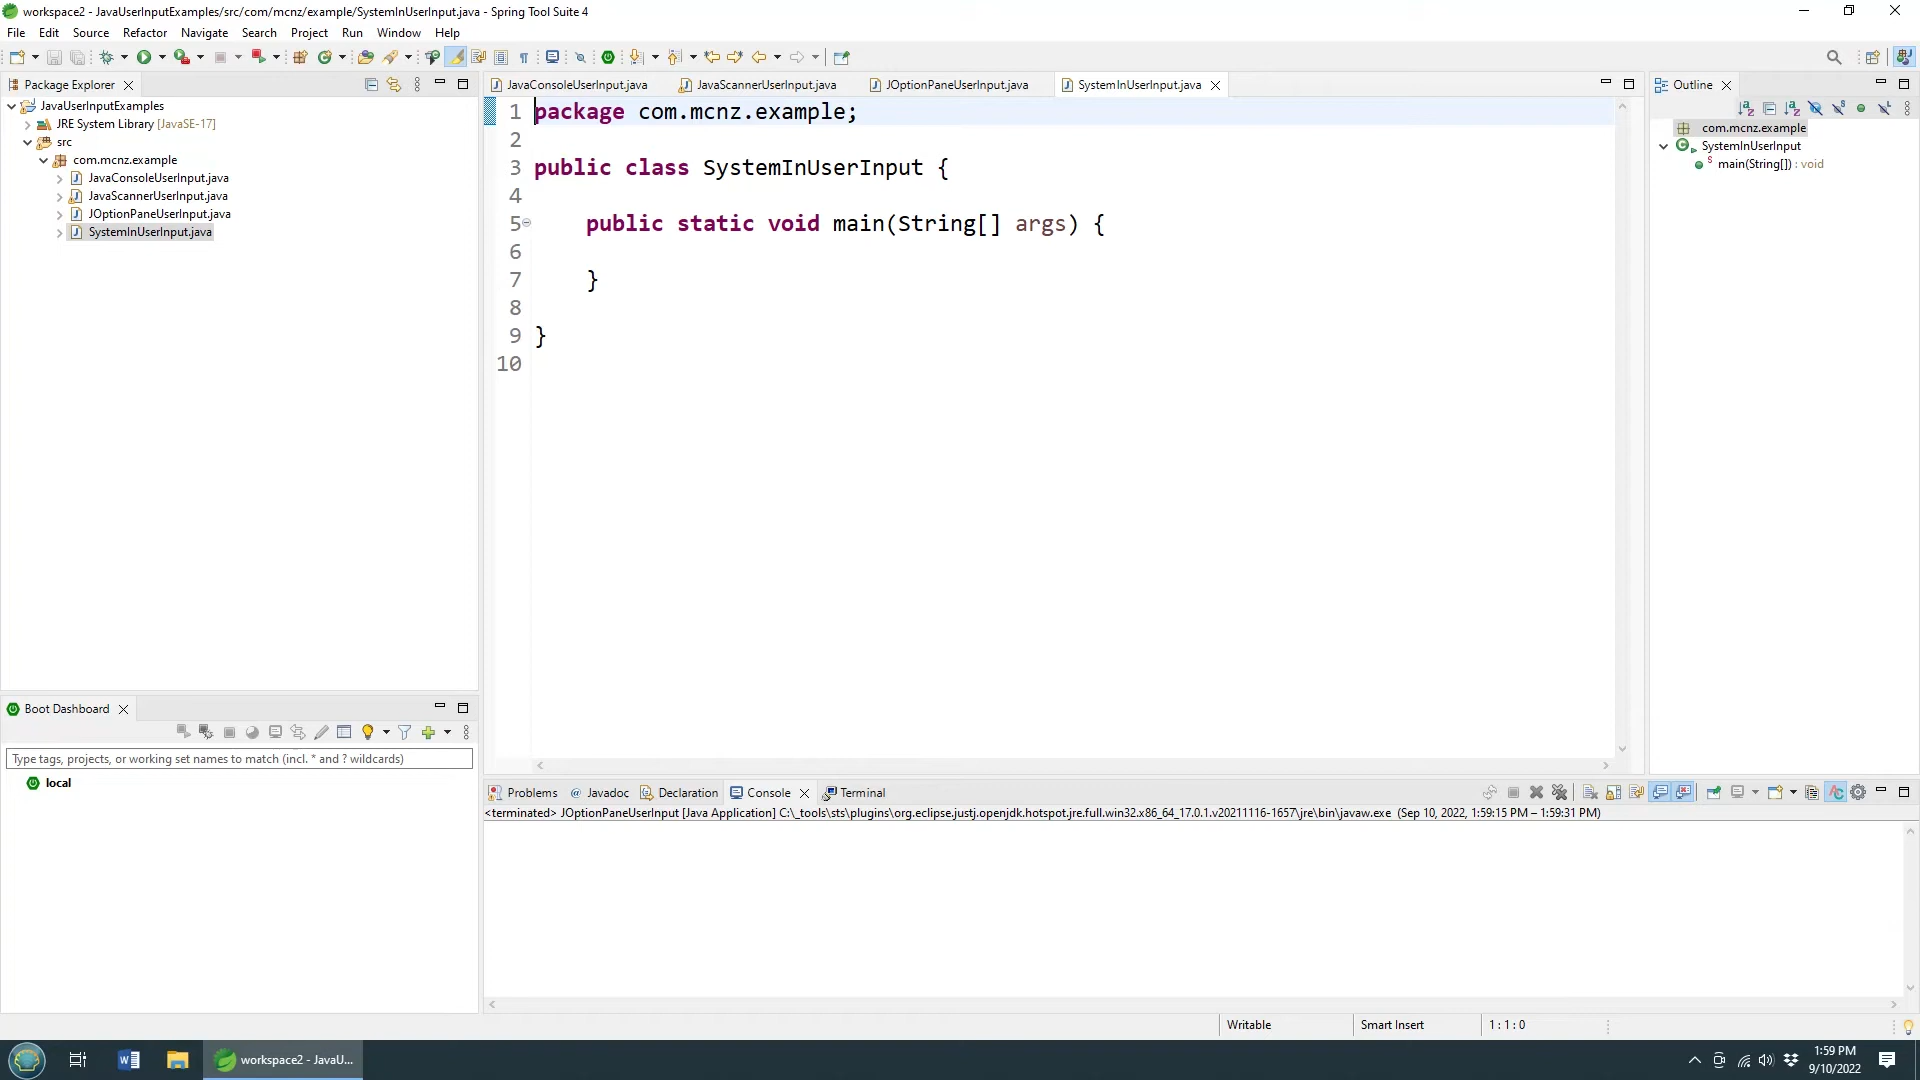 workspace2 - JavaUserInputExamples/src/com/mcnz/example/SystemInUserInput.java - Spring Tool Suite 4
File Edit Source Refactor Navigate Search Project Run Window Help
Package Explorer
JavaUserInputExamples
JRE System Library [JavaSE-17]
src
com.mcnz.example
JavaConsoleUserInput.java
JavaScannerUserInput.java
JOptionPaneUserInput.java
SystemInUserInput.java
JavaConsoleUserInput.java JavaScannerUserInput.java JOptionPaneUserInput.java SystemInUserInput.java
1 package com.mcnz.example;
2
3 public class SystemInUserInput {
4
5 public static void main(String[] args) {
6
7 }
8
9 }
10
Outline
com.mcnz.example
SystemInUserInput
main(String[]) : void
Boot Dashboard
Type tags, projects, or working set names to match (incl. * and ? wildcards)
local
Problems Javadoc Declaration Console Terminal
<terminated> JOptionPaneUserInput [Java Application] C:\_tools\sts\plugins\org.eclipse.justj.openjdk.hotspot.jre.full.win32.x86_64_17.0.1.v20211116-1657\jre\bin\javaw.exe (Sep 10, 2022, 1:59:15 PM – 1:59:31 PM)
Writable Smart Insert 1 : 1 : 0
workspace2 - JavaU...
1:59 PM
9/10/2022